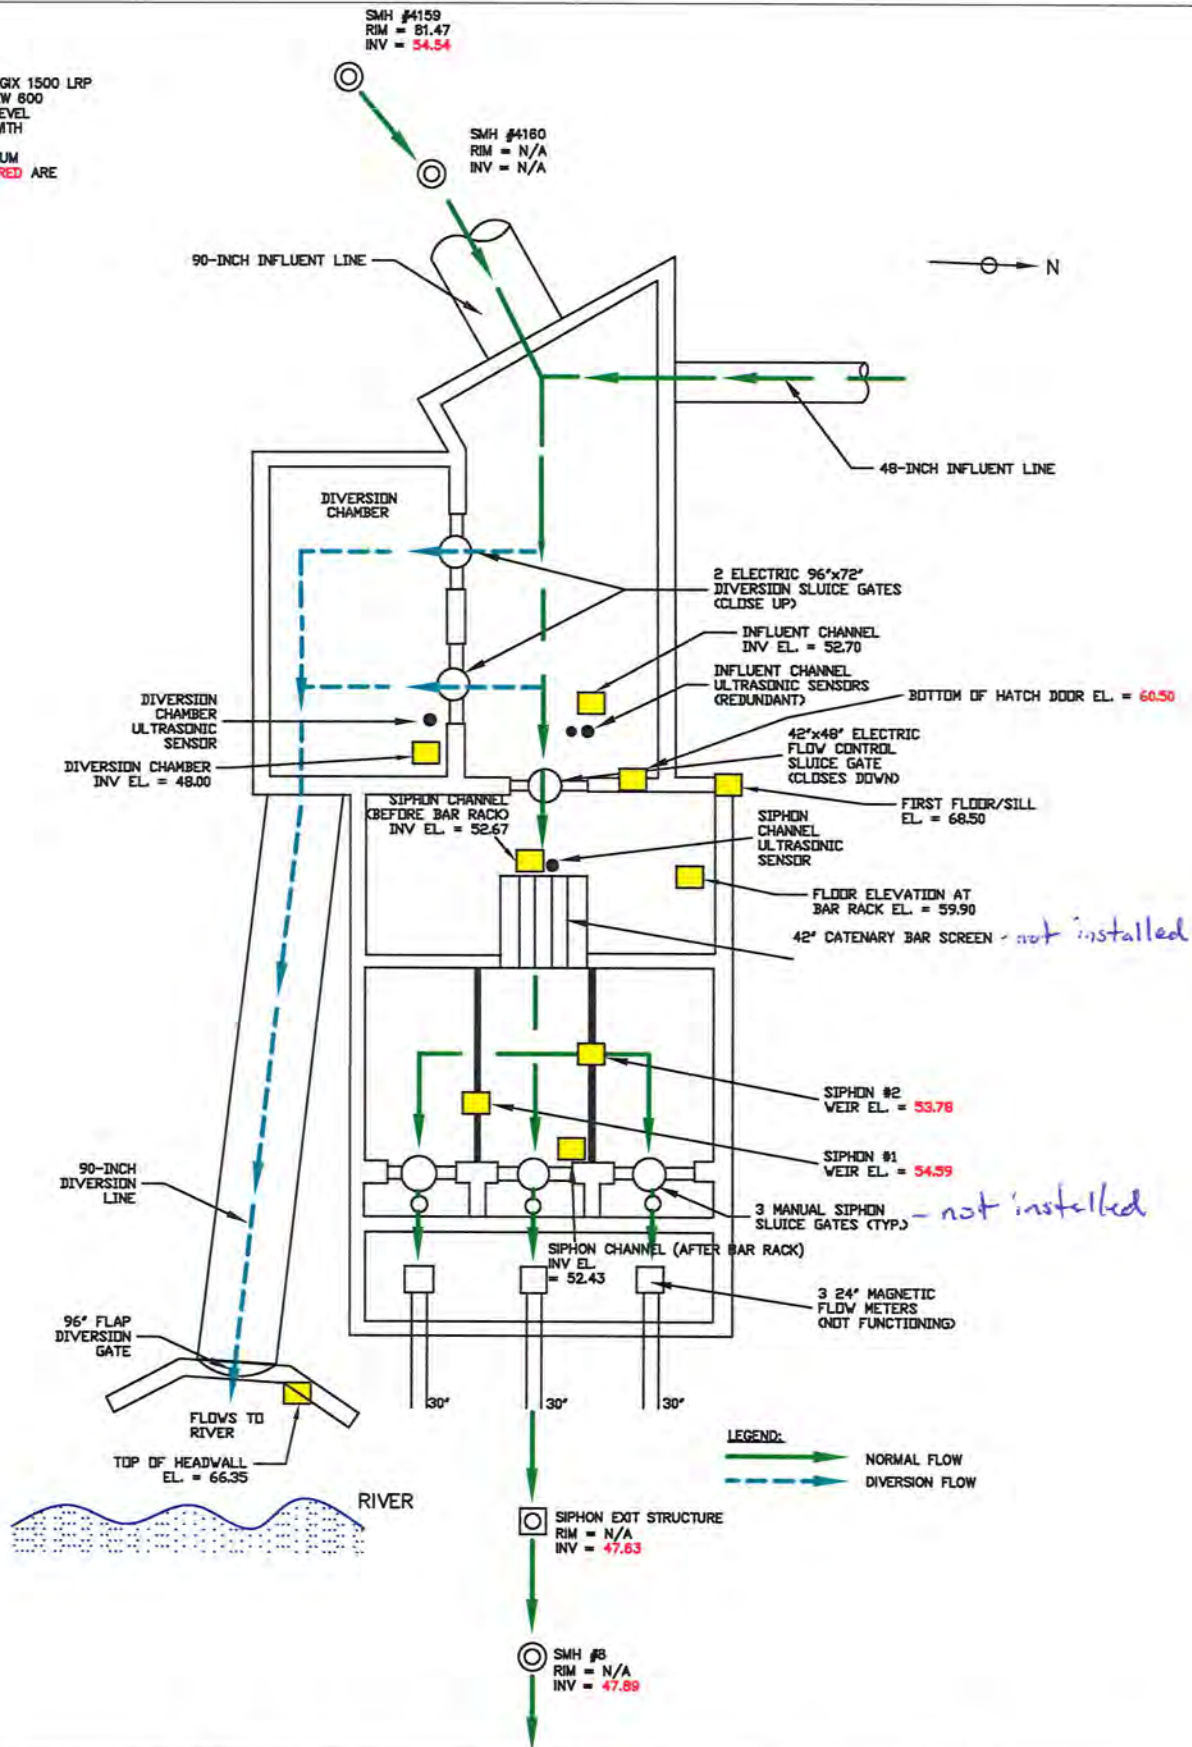 SMH #4159
RIM = 81.47
INV = 54.54
GIX 1500 LRP
W 600
EVEL
WITH
UM
RED ARE
SMH #4160
RIM = N/A
INV = N/A
90-INCH INFLUENT LINE
N
48-INCH INFLUENT LINE
DIVERSION
CHAMBER
2 ELECTRIC 96"x72"
DIVERSION SLUICE GATES
(CLOSE UP)
INFLUENT CHANNEL
INV EL. = 52.70
INFLUENT CHANNEL
ULTRASONIC SENSORS
(REDUNDANT)
BOTTOM OF HATCH DOOR EL. = 60.50
DIVERSION
CHAMBER
ULTRASONIC
SENSOR
42"x48" ELECTRIC
FLOW CONTROL
SLUICE GATE
(CLOSES DOWN)
DIVERSION CHAMBER
INV EL. = 48.00
SIPHON CHANNEL
(BEFORE BAR RACK)
INV EL. = 52.67
FIRST FLOOR/SILL
EL. = 68.50
SIPHON
CHANNEL
ULTRASONIC
SENSOR
FLOOR ELEVATION AT
BAR RACK EL. = 59.90
42" CATENARY BAR SCREEN - not installed
SIPHON #2
WEIR EL. = 53.78
SIPHON #1
WEIR EL. = 54.59
90-INCH
DIVERSION
LINE
3 MANUAL SIPHON
SLUICE GATES (TYP.) - not installed
SIPHON CHANNEL (AFTER BAR RACK)
INV EL.
= 52.43
3 24" MAGNETIC
FLOW METERS
(NOT FUNCTIONING)
96" FLAP
DIVERSION
GATE
30" 30" 30"
FLOWS TO
RIVER
TOP OF HEADWALL
EL. = 66.35
LEGEND:
NORMAL FLOW
DIVERSION FLOW
RIVER
SIPHON EXIT STRUCTURE
RIM = N/A
INV = 47.63
SMH #8
RIM = N/A
INV = 47.89